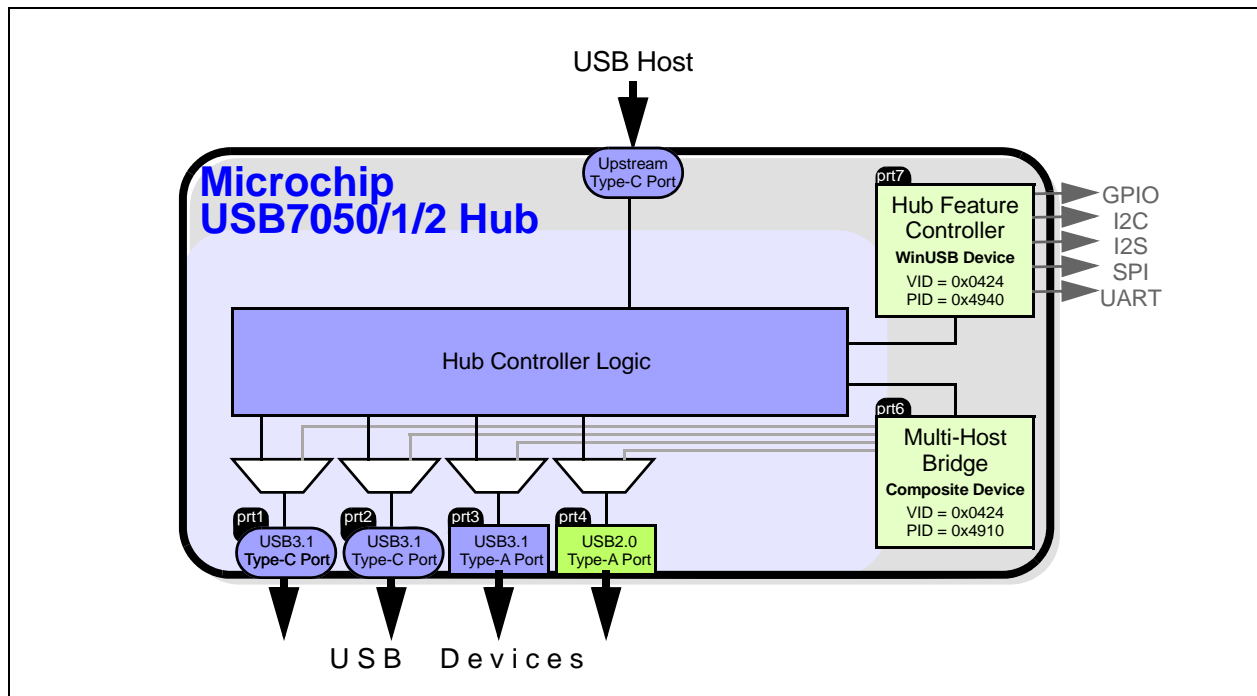 USB Host
Upstream
Type-C Port
Microchip
USB7050/1/2 Hub
prt7
Hub Feature
Controller
WinUSB Device
VID = 0x0424
PID = 0x4940
GPIO
I2C
I2S
SPI
UART
Hub Controller Logic
prt6
Multi-Host
Bridge
Composite Device
VID = 0x0424
PID = 0x4910
prt1
USB3.1
Type-C Port
prt2
USB3.1
Type-C Port
prt3
USB3.1
Type-A Port
prt4
USB2.0
Type-A Port
USB Devices